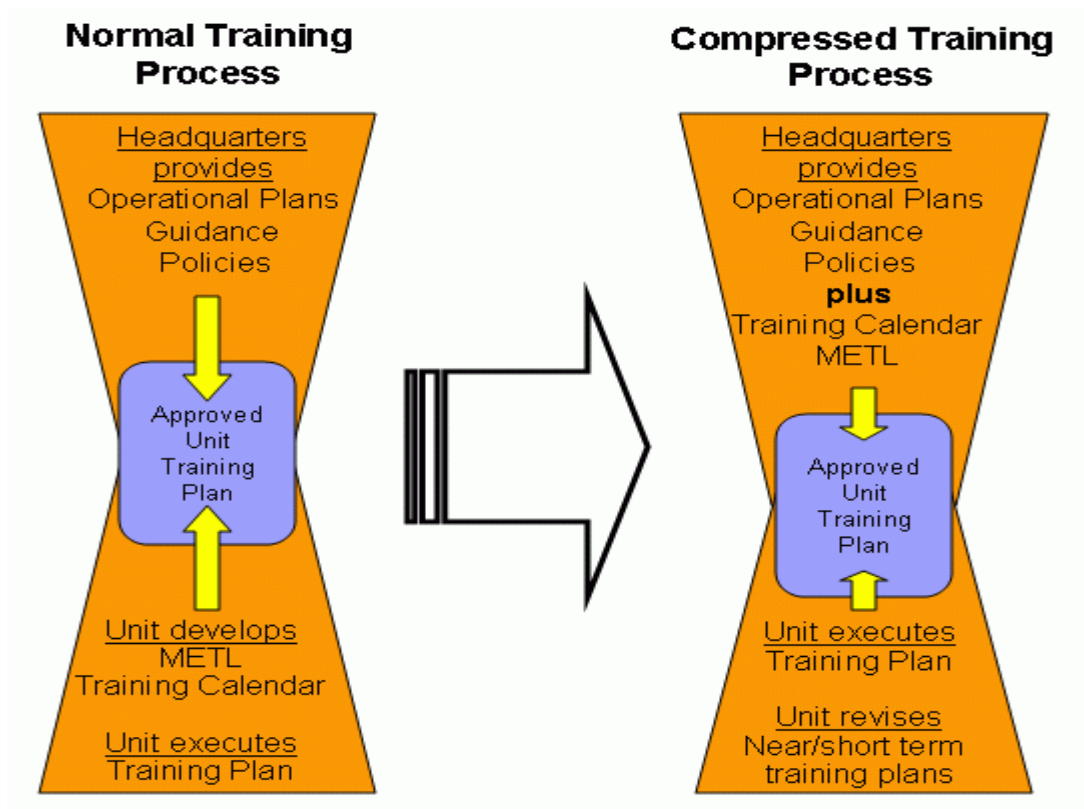 Normal Training
Process
Headquarters
provides
Operational Plans
Guidance
Policies
Approved
Unit
Training
Plan
Unit develops
METL
Training Calendar
Unit executes
Training Plan
Compressed Training
Process
Headquarters
provides
Operational Plans
Guidance
Policies
plus
Training Calendar
METL
Approved
Unit
Training
Plan
Unit executes
Training Plan
Unit revises
Near/short term
training plans